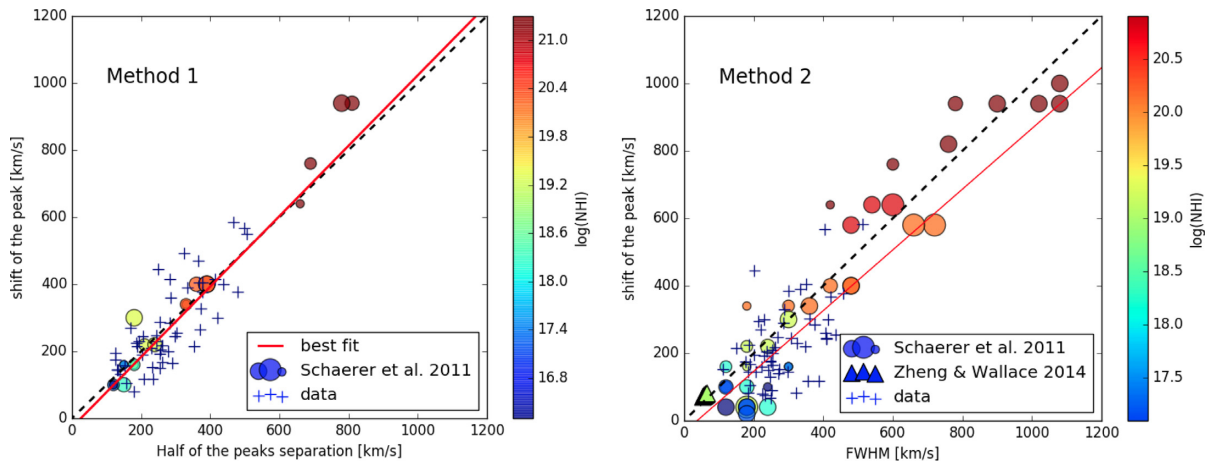 Method 1
shift of the peak [km/s]
1200
1000
800
600
400
200
0
0 200 400 600 800 1000 1200
Half of the peaks separation [km/s]
best fit
Schaerer et al. 2011
data
21.0
20.4
19.8
19.2
18.6
18.0
17.4
16.8
log(NHI)
Method 2
shift of the peak [km/s]
1200
1000
800
600
400
200
0
0 200 400 600 800 1000 1200
FWHM [km/s]
Schaerer et al. 2011
Zheng & Wallace 2014
data
20.5
20.0
19.5
19.0
18.5
18.0
17.5
log(NHI)